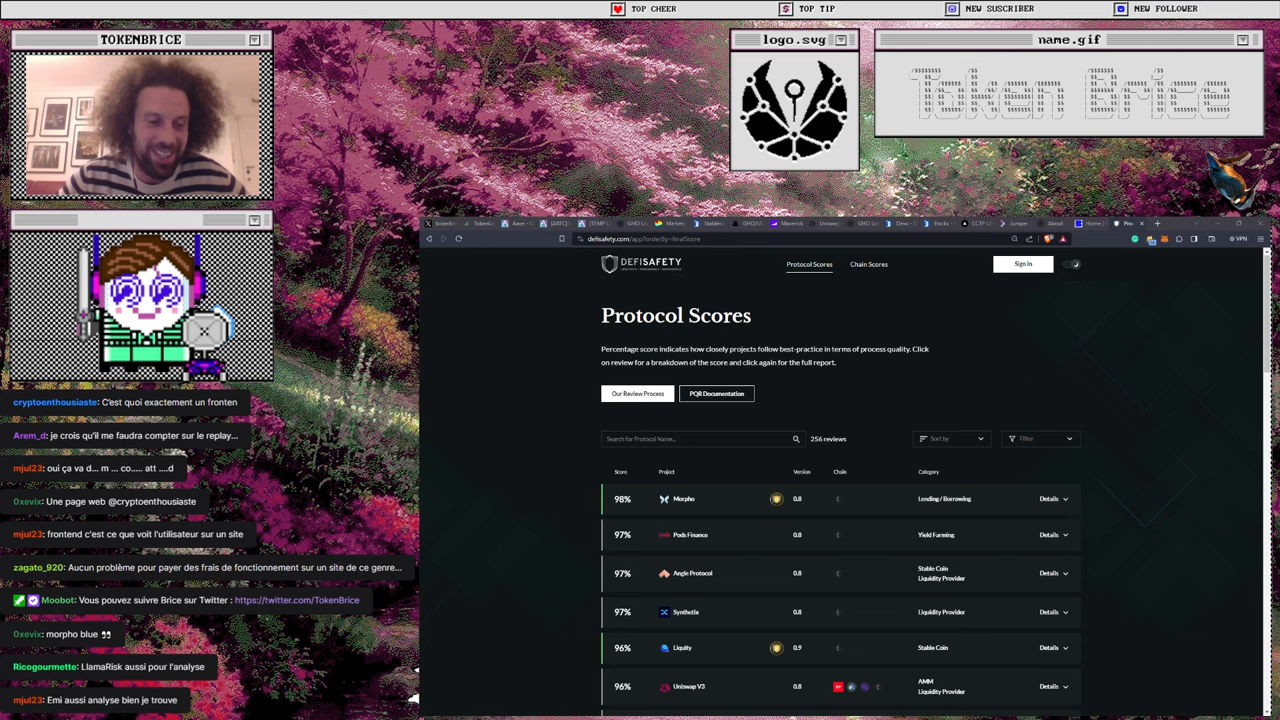 TOP CHEER
TOP TIP
NEW SUSCRIBER
NEW FOLLOWER
TOKENBRICE
logo.svg
name.gif
cryptoenthousiaste: C'est quoi exactement un fronten
Arem_d: je crois qu'il me faudra compter sur le replay...
mjul23: oui ça va d... m ... co..... att ....d
0xevix: Une page web @cryptoenthousiaste
mjul23: frontend c'est ce que voit l'utilisateur sur un site
zagato_920: Aucun problème pour payer des frais de fonctionnement sur un site de ce genre...
Moobot: Vous pouvez suivre Brice sur Twitter : https://twitter.com/TokenBrice
0xevix: morpho blue
Ricogourmette: LlamaRisk aussi pour l'analyse
mjul23: Emi aussi analyse bien je trouve
defisafety.com/app?orderBy=finalScore
VPN
DEFISAFETY
Protocol Scores
Chain Scores
Sign In
Protocol Scores
Percentage score indicates how closely projects follow best-practice in terms of process quality. Click
on review for a breakdown of the score and click again for the full report.
Our Review Process
PQR Documentation
Search for Protocol Name...
256 reviews
Sort by
Filter
Score Project Version Chain Category
98% Morpho 0.8 Lending / Borrowing Details
97% Pods Finance 0.8 Yield Farming Details
97% Angle Protocol 0.8 Stable Coin Details
Liquidity Provider
97% Synthetix 0.8 Liquidity Provider Details
96% Liquity 0.9 Stable Coin Details
96% Uniswap V3 0.8 AMM Details
Liquidity Provider